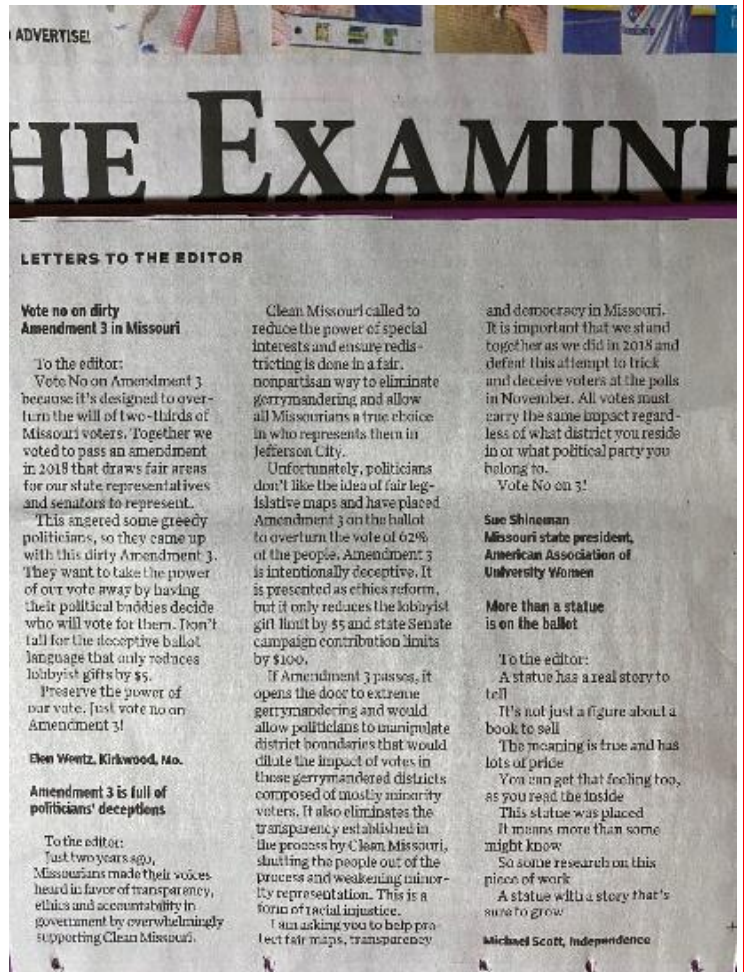 ADVERTISE!
HE EXAMINE
LETTERS TO THE EDITOR
Vote no on dirty
Amendment 3 in Missouri
To the editor:
Vote No on Amendment 3
because it's designed to over-
turn the will of two-thirds of
Missouri voters. Together we
voted to pass an amendment
in 2018 that draws fair areas
for our state representatives
and senators to represent.
This angered some greedy
politicians, so they came up
with this dirty Amendment 3.
They want to take the power
of our vote away by having
their political buddies decide
who will vote for them. Don't
fall for the deceptive ballot
language that only reduces
lobbyist gifts by $5.
Preserve the power of
our vote. Just vote no on
Amendment 3!
Elen Wentz, Kirkwood, Mo.
Amendment 3 is full of
politicians' deceptions
To the editor:
Just two years ago,
Missourians made their voices
heard in favor of transparency,
ethics and accountability in
government by overwhelmingly
supporting Clean Missouri.
Clean Missouri called to
reduce the power of special
interests and ensure redis-
tricting is done in a fair,
nonpartisan way to eliminate
gerrymandering and allow
all Missourians a true choice
in who represents them in
Jefferson City.
Unfortunately, politicians
don't like the idea of fair leg-
islative maps and have placed
Amendment 3 on the ballot
to overturn the vote of 62%
of the people. Amendment 3
is intentionally deceptive. It
is presented as ethics reform,
but it only reduces the lobbyist
gift limit by $5 and state Senate
campaign contribution limits
by $100.
If Amendment 3 passes, it
opens the door to extreme
gerrymandering and would
allow politicians to manipulate
district boundaries that would
dilute the impact of votes in
those gerrymandered districts
composed of mostly minority
voters. It also eliminates the
transparency established in
the process by Clean Missouri,
shutting the people out of the
process and weakening minor-
ity representation. This is a
form of racial injustice.
I am asking you to help pro-
tect fair maps, transparency
and democracy in Missouri.
It is important that we stand
together as we did in 2018 and
defeat this attempt to trick
and deceive voters at the polls
in November. All votes must
carry the same impact regard-
less of what district you reside
in or what political party you
belong to.
Vote No on 3!
Sue Shineman
Missouri state president,
American Association of
University Women
More than a statue
is on the ballot
To the editor:
A statue has a real story to
tell
It's not just a figure about a
book to sell
The meaning is true and has
lots of pride
You can get that feeling too,
as you read the inside
This statue was placed
It means more than some
might know
So some research on this
piece of work
A statue with a story that's
sure to grow
Michael Scott, Independence